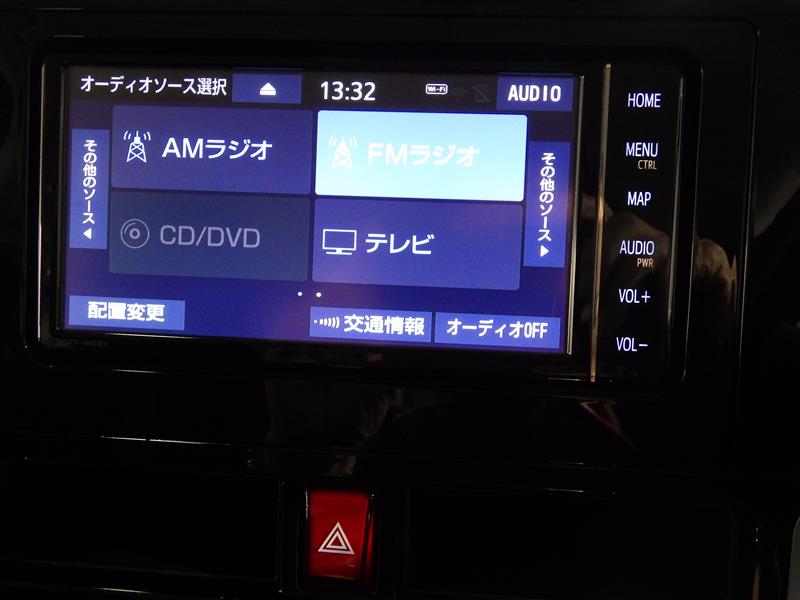 オーディオソース選択
13:32
Wi-Fi
AUDIO
その他のソース
AMラジオ
FMラジオ
その他のソース
CD/DVD
テレビ
配置変更
交通情報
オーディオOFF
HOME
MENU
CTRL
MAP
AUDIO
PWR
VOL+
VOL-